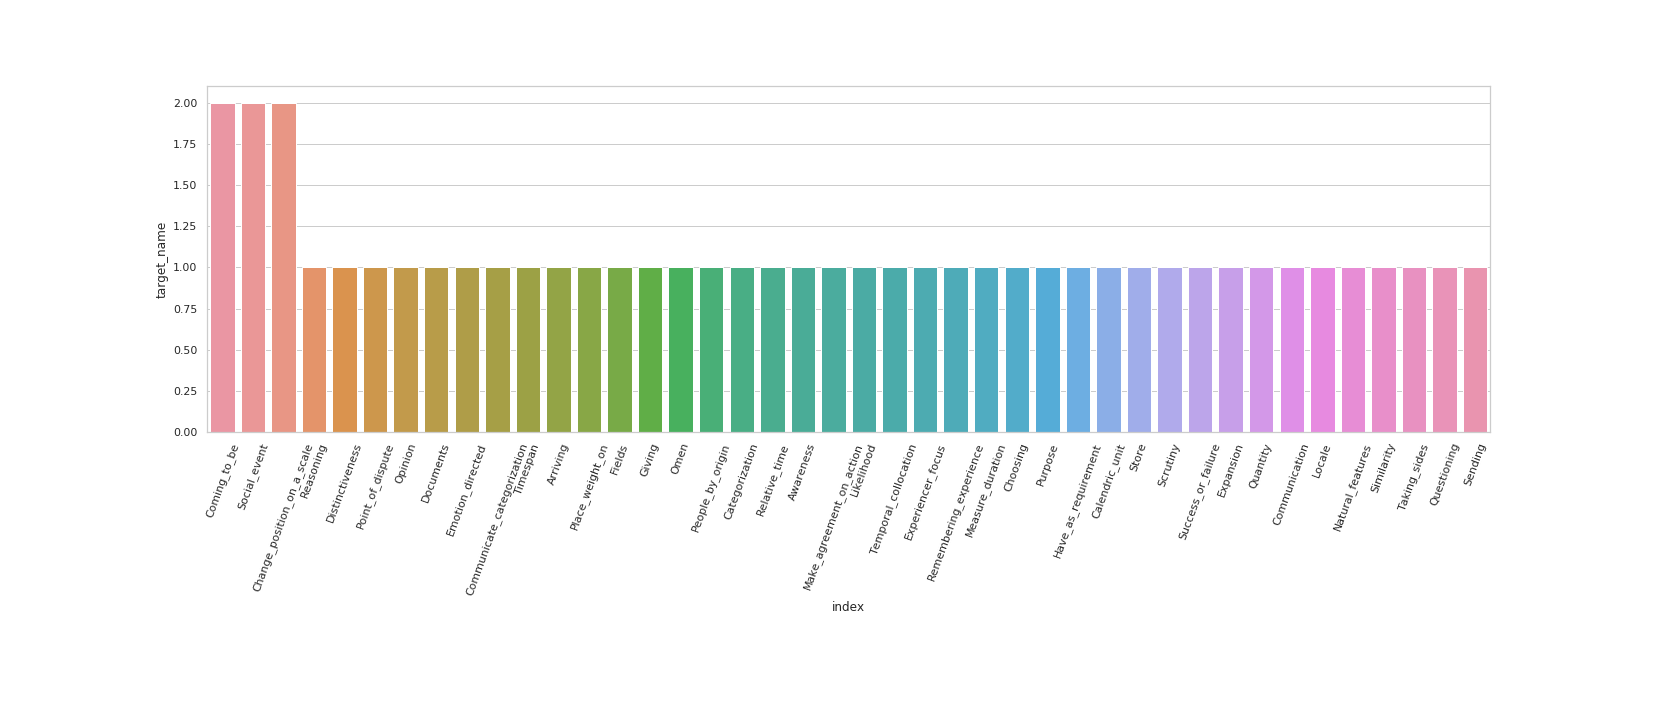 2.00
1.75
1.50
1.25
1.00
0.75
0.50
0.25
0.00
target_name
Coming_to_be
Social_event
Change_position_on_a_scale
Reasoning
Distinctiveness
Point_of_dispute
Opinion
Documents
Emotion_directed
Communicate_categorization
Timespan
Arriving
Place_weight_on
Fields
Giving
Omen
People_by_origin
Categorization
Relative_time
Awareness
Make_agreement_on_action
Likelihood
Temporal_collocation
Experiencer_focus
Remembering_experience
Measure_duration
Choosing
Purpose
Have_as_requirement
Calendric_unit
Store
Scrutiny
Success_or_failure
Expansion
Quantity
Communication
Locale
Natural_features
Similarity
Taking_sides
Questioning
Sending
index